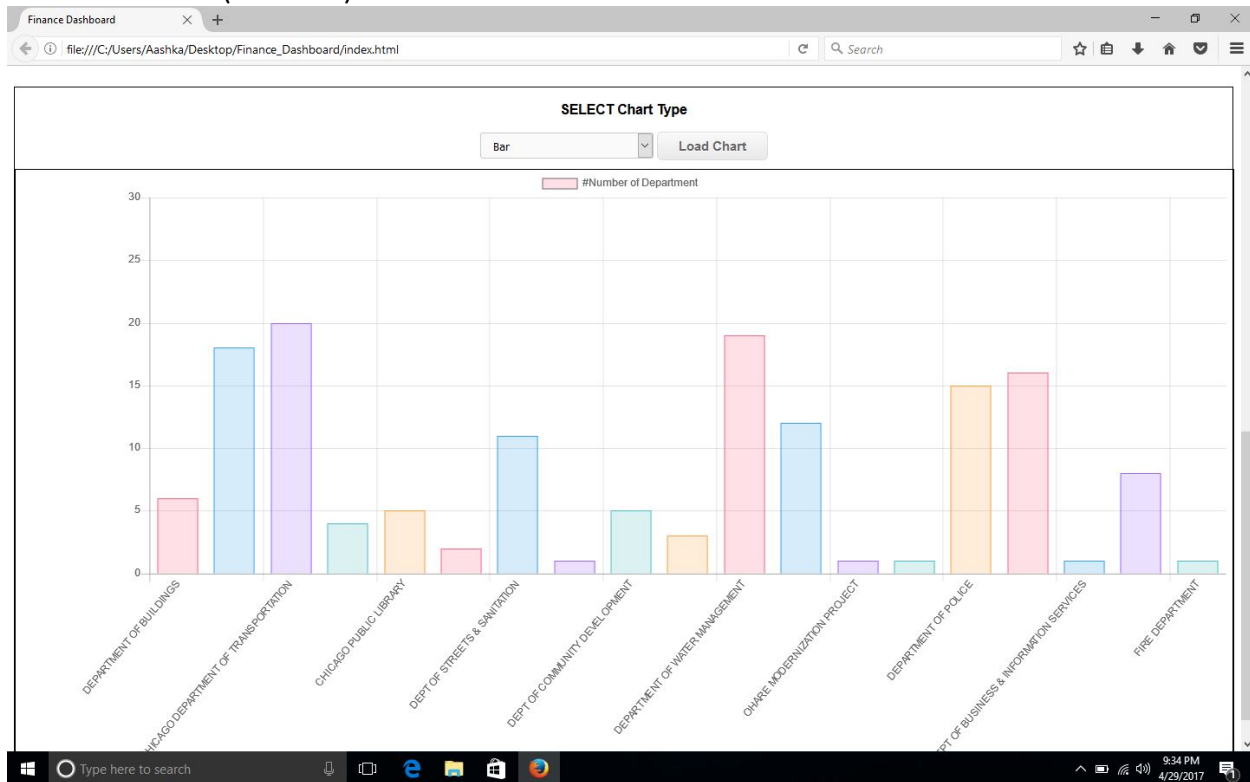 Finance Dashboard
file:///C:/Users/Aashka/Desktop/Finance_Dashboard/index.html
Search
SELECT Chart Type
Bar
Load Chart
#Number of Department
30
25
20
15
10
5
0
DEPARTMENT OF BUILDINGS
HICAGO DEPARTMENT OF TRANSPORTATION
CHICAGO PUBLIC LIBRARY
DEPT OF STREETS & SANITATION
DEPT OF COMMUNITY DEVELOPMENT
DEPARTMENT OF WATER MANAGEMENT
OHARE MODERNIZATION PROJECT
DEPARTMENT OF POLICE
PT OF BUSINESS & INFORMATION SERVICES
FIRE DEPARTMENT
Type here to search
9:34 PM
4/29/2017